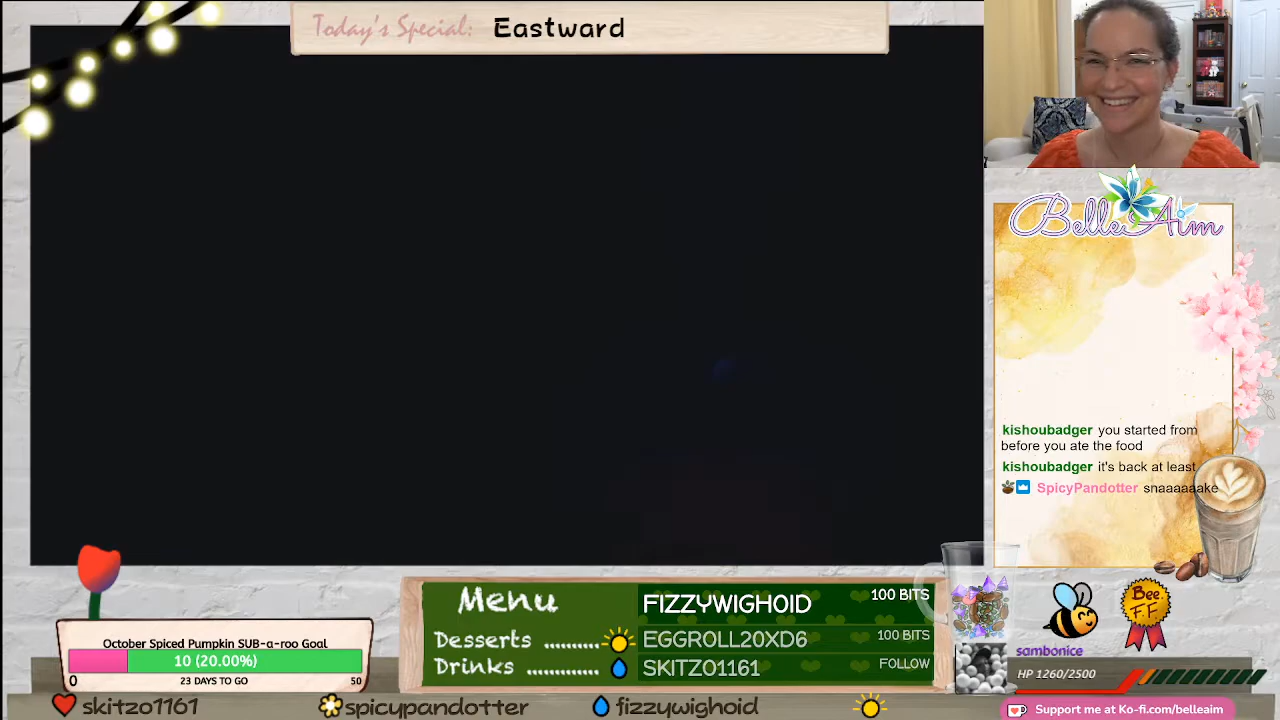 Today's Special: Eastward
BelleAim
kishoubadger you started from
before you ate the food
kishoubadger it's back at least
SpicyPandotter snaaaaaake
Menu
Desserts ..........
Drinks .............
FIZZYWIGHOID 100 BITS
EGGROLL20XD6 100 BITS
SKITZO1161 FOLLOW
Bee
F.F
sambonice
HP 1260/2500
October Spiced Pumpkin SUB-a-roo Goal
10 (20.00%)
0 23 DAYS TO GO 50
skitzo1161 spicypandotter fizzywighoid
Support me at Ko-fi.com/belleaim